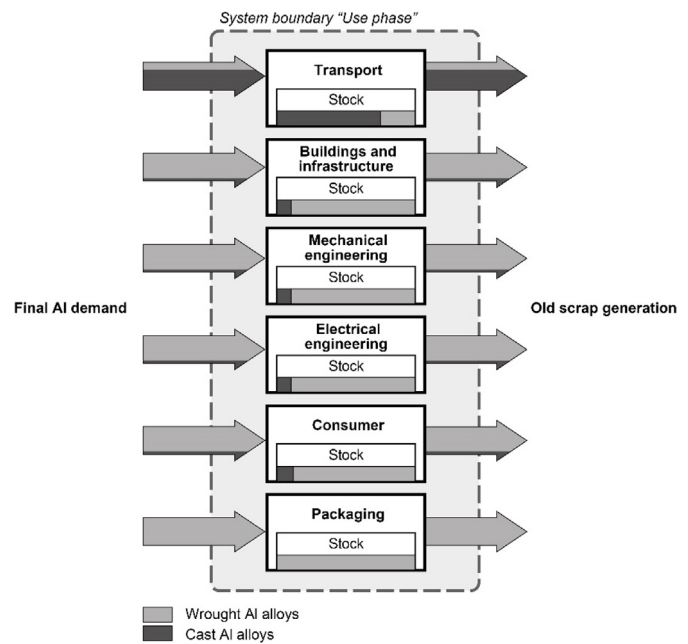 System boundary “Use phase”
Transport
Stock
Buildings and
infrastructure
Stock
Mechanical
engineering
Stock
Final Al demand
Old scrap generation
Electrical
engineering
Stock
Consumer
Stock
Packaging
Stock
Wrought Al alloys
Cast Al alloys